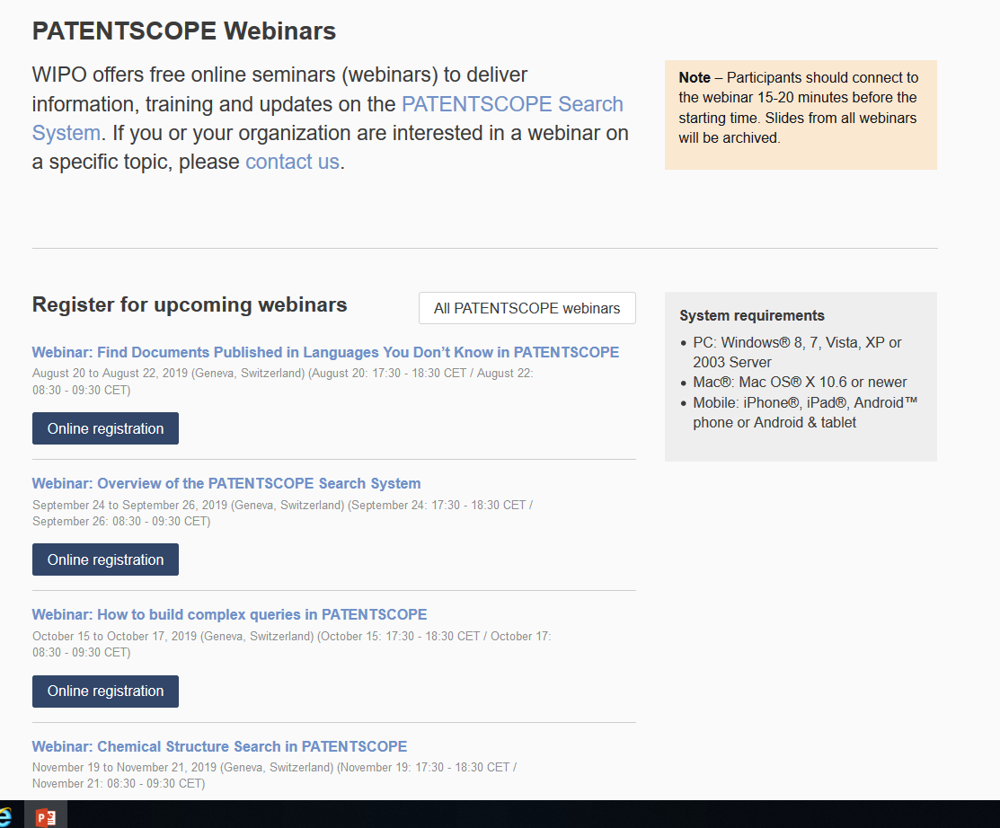 PATENTSCOPE Webinars
WIPO offers free online seminars (webinars) to deliver
information, training and updates on the PATENTSCOPE Search
System. If you or your organization are interested in a webinar on
a specific topic, please contact us.
Note – Participants should connect to
the webinar 15-20 minutes before the
starting time. Slides from all webinars
will be archived.
Register for upcoming webinars
All PATENTSCOPE webinars
Webinar: Find Documents Published in Languages You Don’t Know in PATENTSCOPE
August 20 to August 22, 2019 (Geneva, Switzerland) (August 20: 17:30 - 18:30 CET / August 22:
08:30 - 09:30 CET)
Online registration
Webinar: Overview of the PATENTSCOPE Search System
September 24 to September 26, 2019 (Geneva, Switzerland) (September 24: 17:30 - 18:30 CET /
September 26: 08:30 - 09:30 CET)
Online registration
Webinar: How to build complex queries in PATENTSCOPE
October 15 to October 17, 2019 (Geneva, Switzerland) (October 15: 17:30 - 18:30 CET / October 17:
08:30 - 09:30 CET)
Online registration
Webinar: Chemical Structure Search in PATENTSCOPE
November 19 to November 21, 2019 (Geneva, Switzerland) (November 19: 17:30 - 18:30 CET /
November 21: 08:30 - 09:30 CET)
System requirements
• PC: Windows® 8, 7, Vista, XP or
2003 Server
• Mac®: Mac OS® X 10.6 or newer
• Mobile: iPhone®, iPad®, Android™
phone or Android & tablet